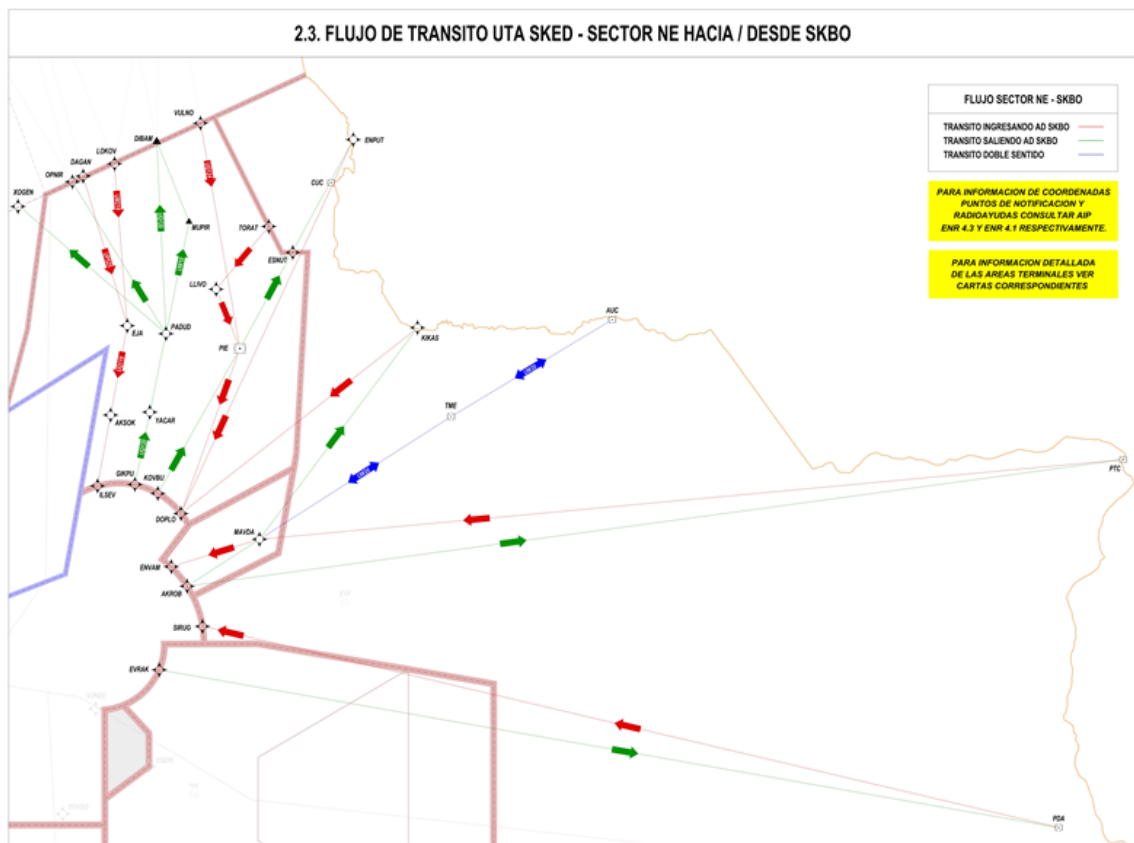 2.3. FLUJO DE TRANSITO UTA SKED - SECTOR NE HACIA / DESDE SKBO
FLUJO SECTOR NE - SKBO
TRANSITO INGRESANDO AD SKBO
TRANSITO SALIENDO AD SKBO
TRANSITO DOBLE SENTIDO
PARA INFORMACION DE COORDENADAS
PUNTOS DE NOTIFICACION Y
RADIOAYUDAS CONSULTAR AIP
ENR 4.3 Y ENR 4.1 RESPECTIVAMENTE.
PARA INFORMACION DETALLADA
DE LAS AREAS TERMINALES VER
CARTAS CORRESPONDIENTES
VULNO
DIBAM
ENPUT
LOKOV
DAGAN
OPNIR
CUC
XOGEN
MUPIR
TORAT
ESNUT
LLIVO
AUC
EJA
PADUD
KIKAS
PIE
TME
AKSOK
YACAR
PTC
GIKPU
KOVBU
ILSEV
DOPLO
MAVDA
ENVAM
AKROB
SIRUG
EVRAK
PDA